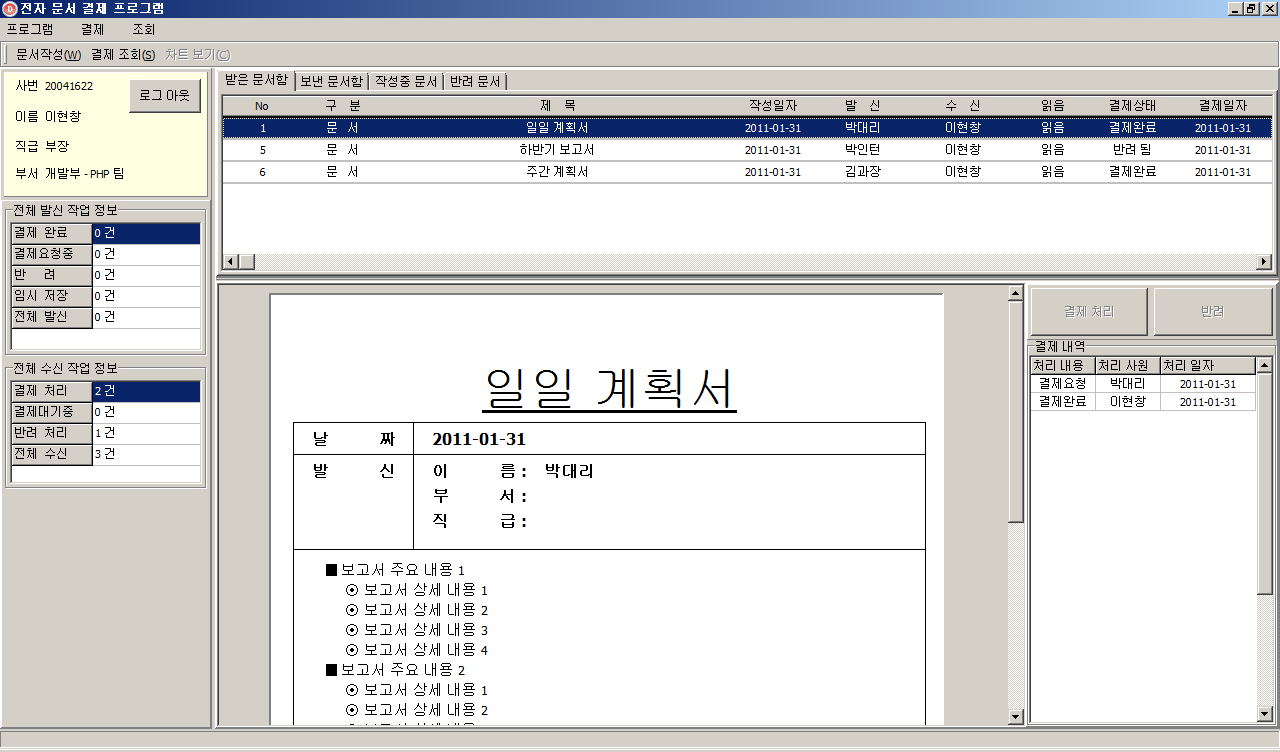 전자 문서 결제 프로그램
프로그램 결제 조회
문서작성(W) 결제 조회(S) 차트 보기(C)
사번 20041622
로그 아웃
이름 이현창
직급 부장
부서 개발부 - PHP 팀
전체 발신 작업 정보
결제 완료 0 건
결제요청중 0 건
반 려 0 건
임시 저장 0 건
전체 발신 0 건
전체 수신 작업 정보
결제 처리 2 건
결제대기중 0 건
반려 처리 1 건
전체 수신 3 건
받은 문서함 보낸 문서함 작성중 문서 반려 문서
No 구 분 제 목 작성일자 발 신 수 신 읽음 결제상태 결제일자
1 문 서 일일 계획서 2011-01-31 박대리 이현창 읽음 결제완료 2011-01-31
5 문 서 하반기 보고서 2011-01-31 박인턴 이현창 읽음 반려 됨 2011-01-31
6 문 서 주간 계획서 2011-01-31 김과장 이현창 읽음 결제완료 2011-01-31
일일 계획서
날 짜 2011-01-31
발 신 이 름 : 박대리
부 서 :
직 급 :
■ 보고서 주요 내용 1
⊙ 보고서 상세 내용 1
⊙ 보고서 상세 내용 2
⊙ 보고서 상세 내용 3
⊙ 보고서 상세 내용 4
■ 보고서 주요 내용 2
⊙ 보고서 상세 내용 1
⊙ 보고서 상세 내용 2
결제 처리 반려
결제 내역
처리 내용 처리 사원 처리 일자
결제요청 박대리 2011-01-31
결제완료 이현창 2011-01-31